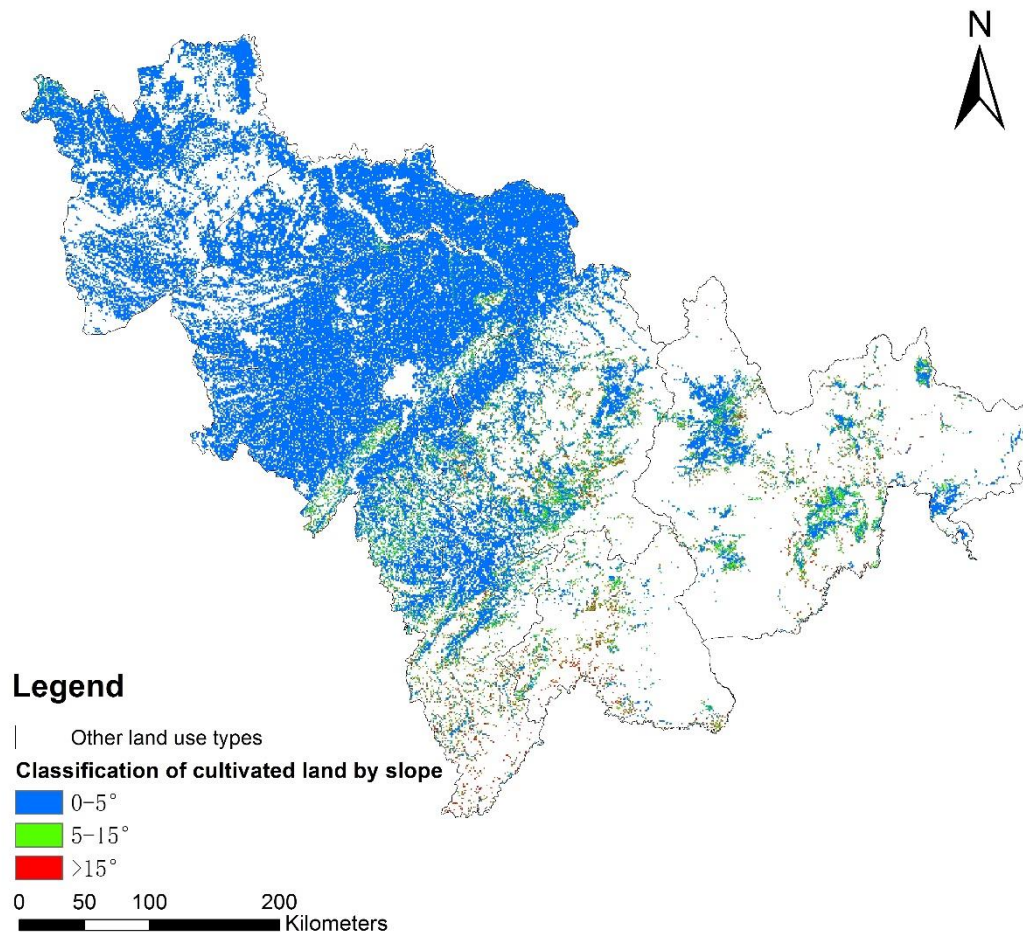 N
Legend
Other land use types
Classification of cultivated land by slope
0-5°
5-15°
>15°
0 50 100 200
Kilometers